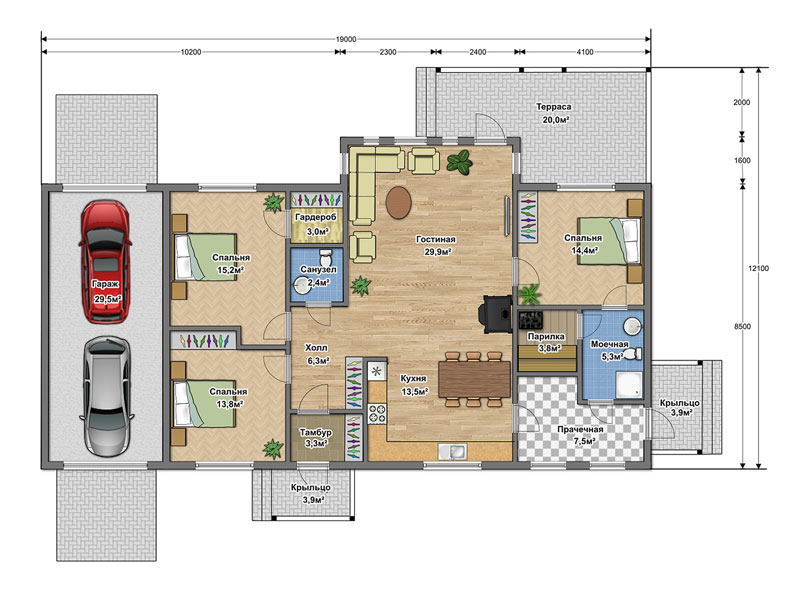 19000
10200
2300
2400
4100
Терраса
20,0м²
2000
1600
12100
8500
Гардероб
3,0м²
Гостиная
29,9м²
Спальня
14,4м²
Спальня
15,2м²
Санузел
2,4м²
Гараж
29,5м²
Парилка
3,8м²
Моечная
5,3м²
Холл
6,3м²
Кухня
13,5м²
Спальня
13,8м²
Крыльцо
3,9м²
Тамбур
3,3м²
Прачечная
7,5м²
Крыльцо
3,9м²